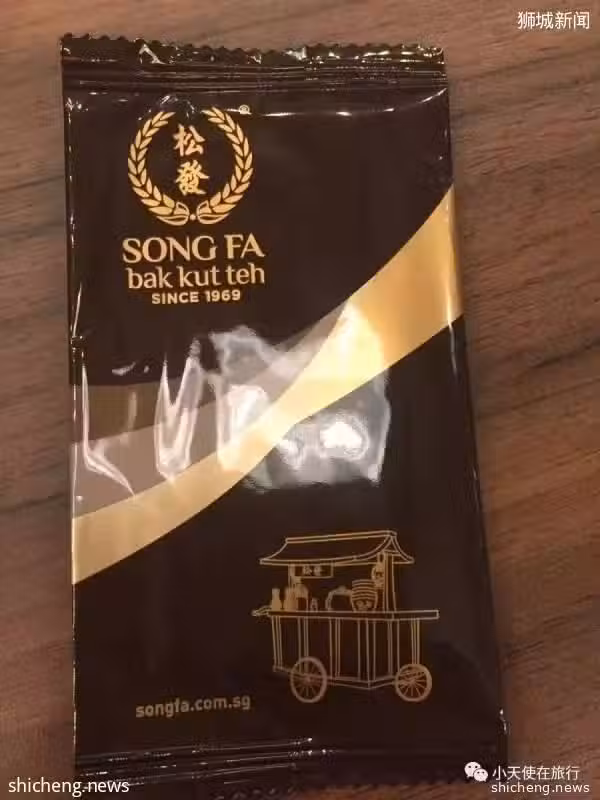 狮城新闻
松
發
®
SONG FA
bak kut teh
SINCE 1969
songfa.com.sg
小天使在旅行
shicheng.news
shicheng.news